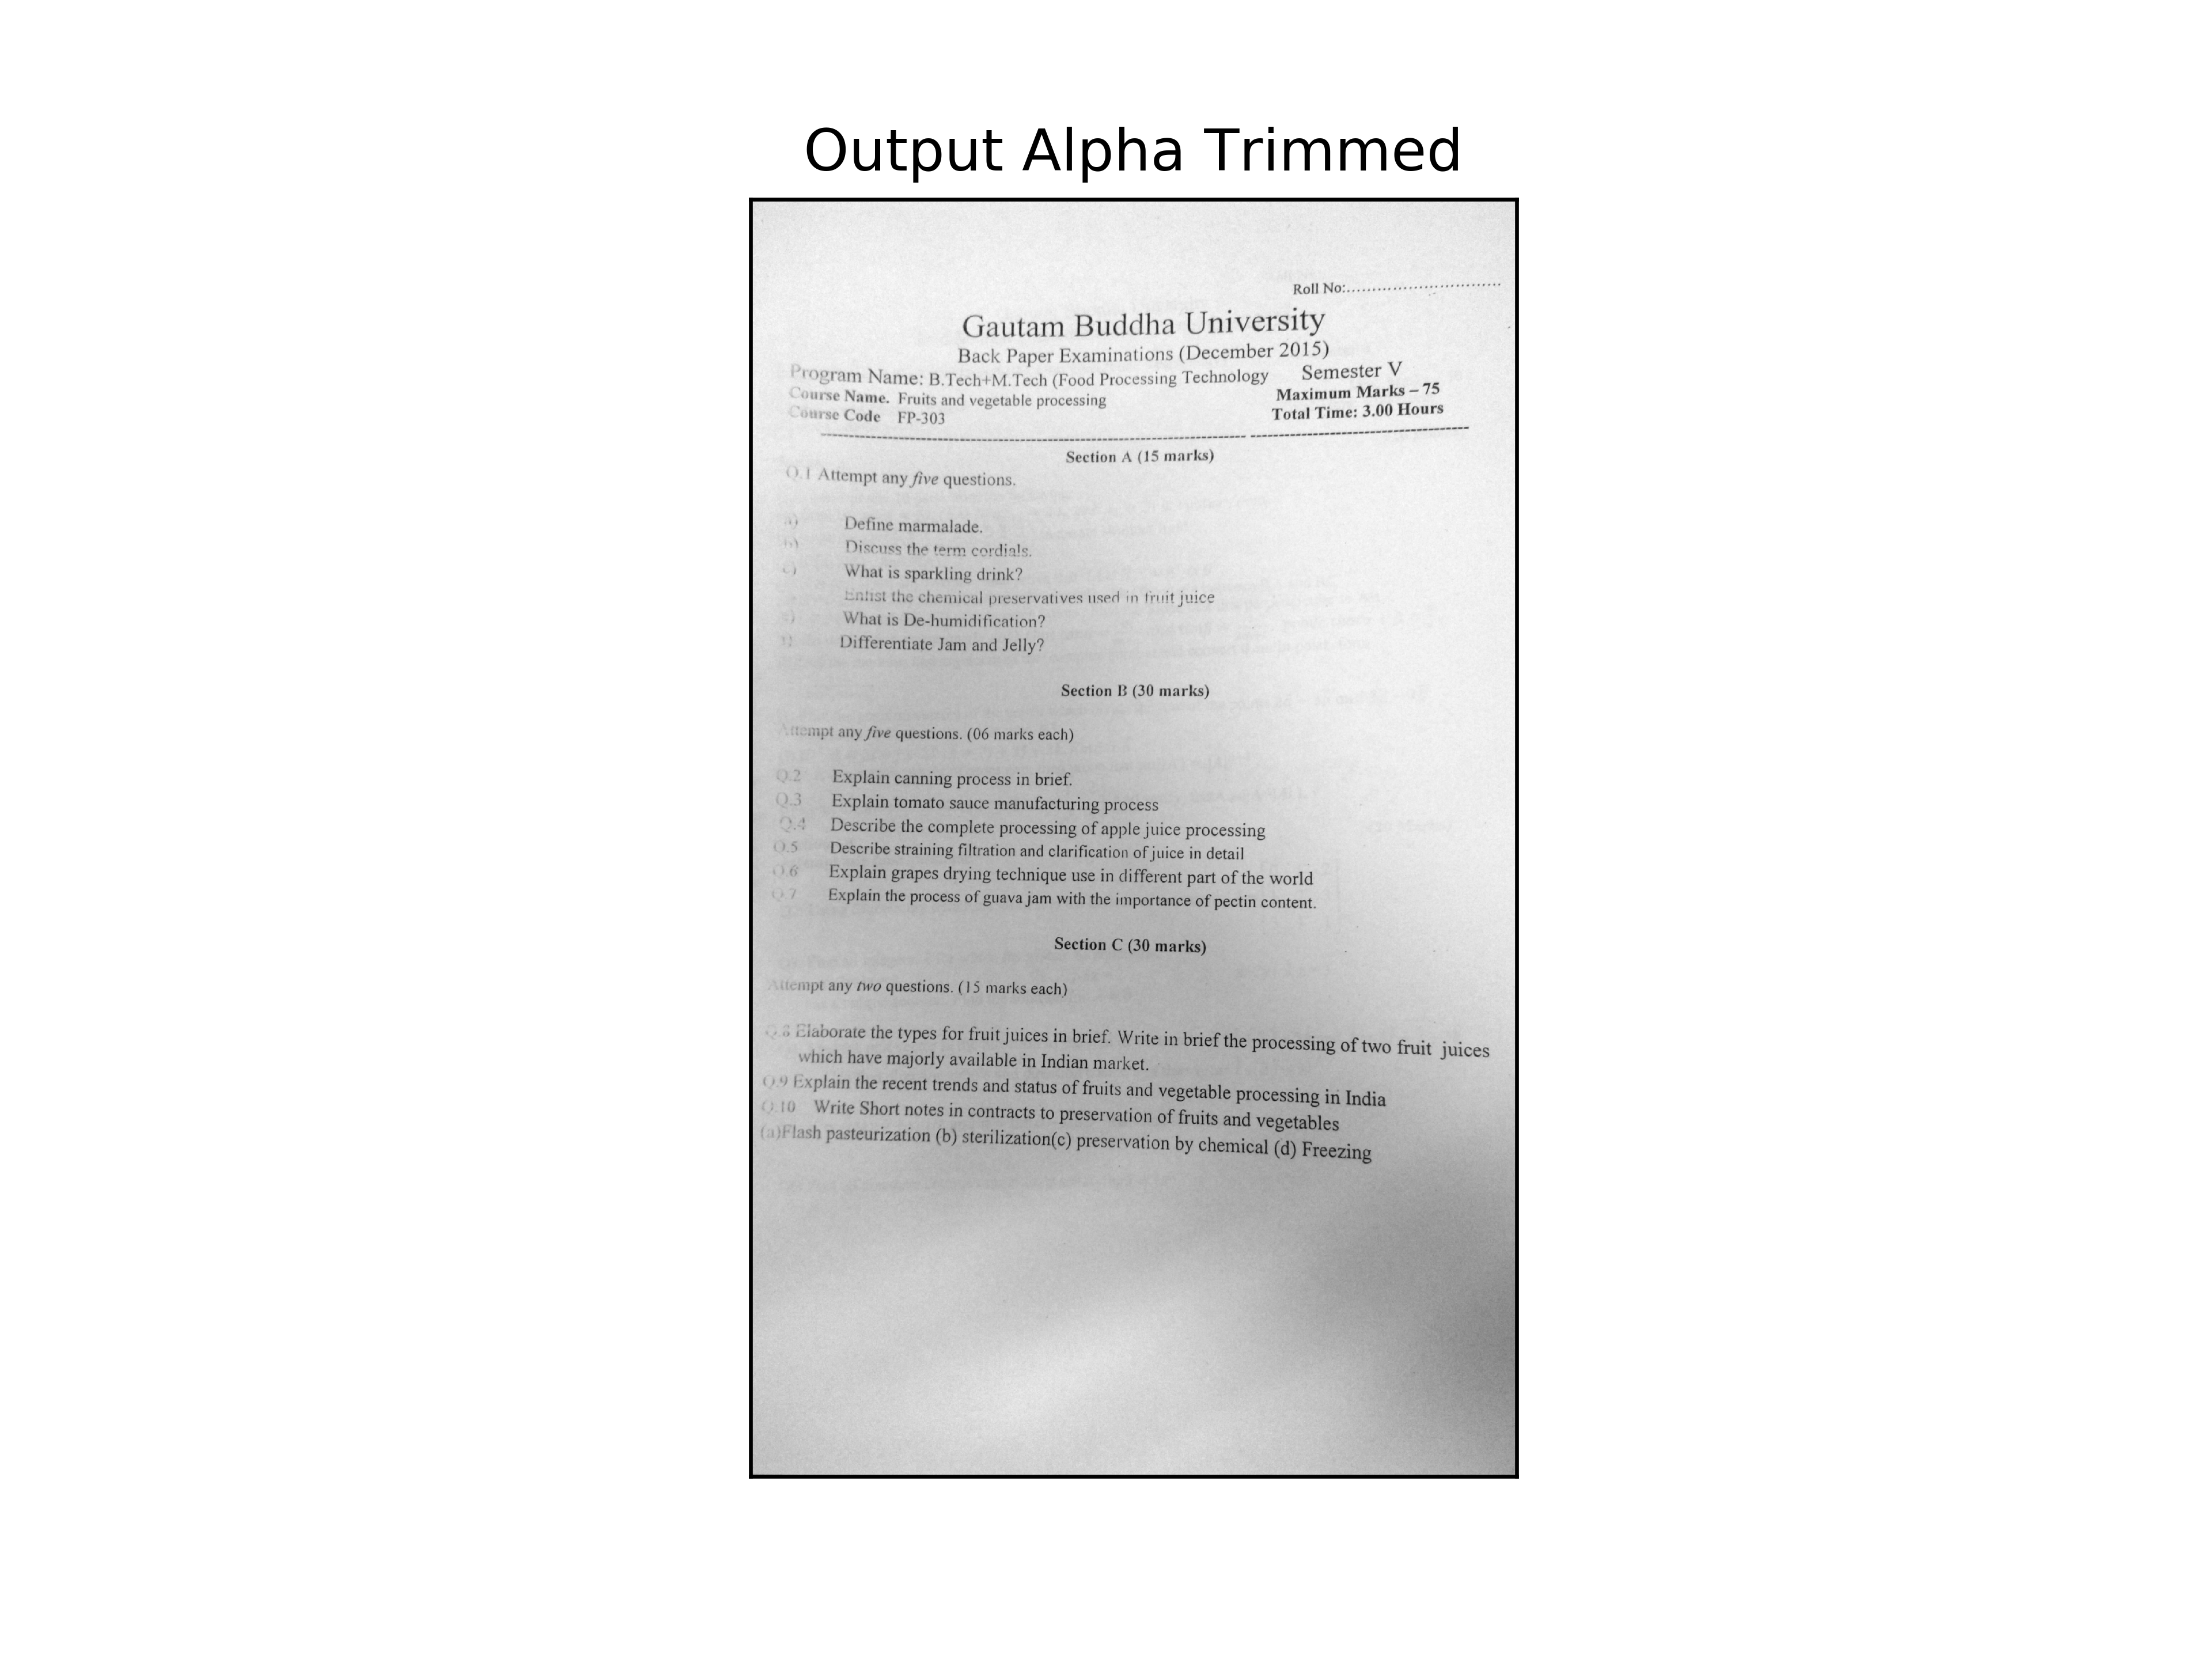 Output Alpha Trimmed
Roll No:..............................
Gautam Buddha University
Back Paper Examinations (December 2015)
Program Name: B.Tech+M.Tech (Food Processing Technology Semester V
Course Name. Fruits and vegetable processing Maximum Marks – 75
Course Code FP-303 Total Time: 3.00 Hours
Section A (15 marks)
Q.1 Attempt any five questions.
a) Define marmalade.
b) Discuss the term cordials.
c) What is sparkling drink?
Enlist the chemical preservatives used in fruit juice
e) What is De-humidification?
f) Differentiate Jam and Jelly?
Section B (30 marks)
Attempt any five questions. (06 marks each)
Q.2 Explain canning process in brief.
Q.3 Explain tomato sauce manufacturing process
Q.4 Describe the complete processing of apple juice processing
Q.5 Describe straining filtration and clarification of juice in detail
Q.6 Explain grapes drying technique use in different part of the world
Q.7 Explain the process of guava jam with the importance of pectin content.
Section C (30 marks)
Attempt any two questions. (15 marks each)
Q.8 Elaborate the types for fruit juices in brief. Write in brief the processing of two fruit juices
which have majorly available in Indian market.
Q.9 Explain the recent trends and status of fruits and vegetable processing in India
Q.10 Write Short notes in contracts to preservation of fruits and vegetables
(a)Flash pasteurization (b) sterilization(c) preservation by chemical (d) Freezing